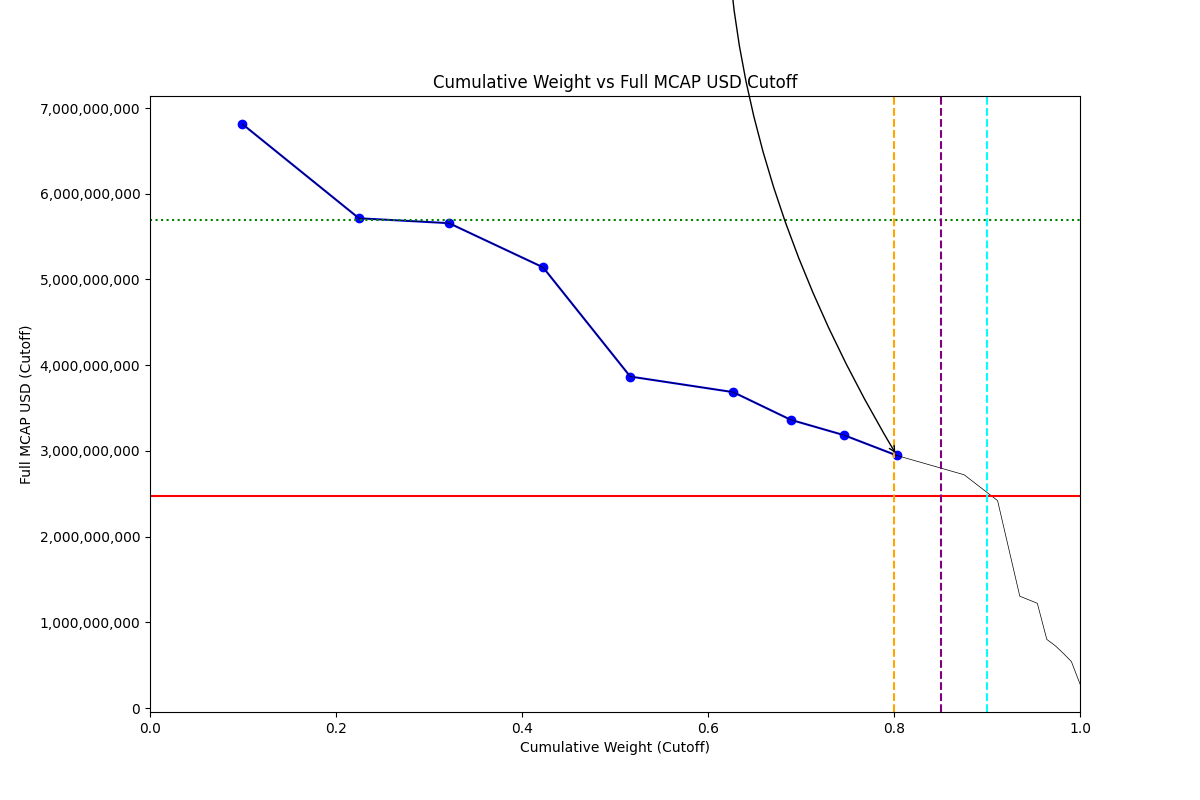 Cumulative Weight vs Full MCAP USD Cutoff
7,000,000,000
6,000,000,000
5,000,000,000
4,000,000,000
3,000,000,000
2,000,000,000
1,000,000,000
0
Full MCAP USD (Cutoff)
0.0 0.2 0.4 0.6 0.8 1.0
Cumulative Weight (Cutoff)